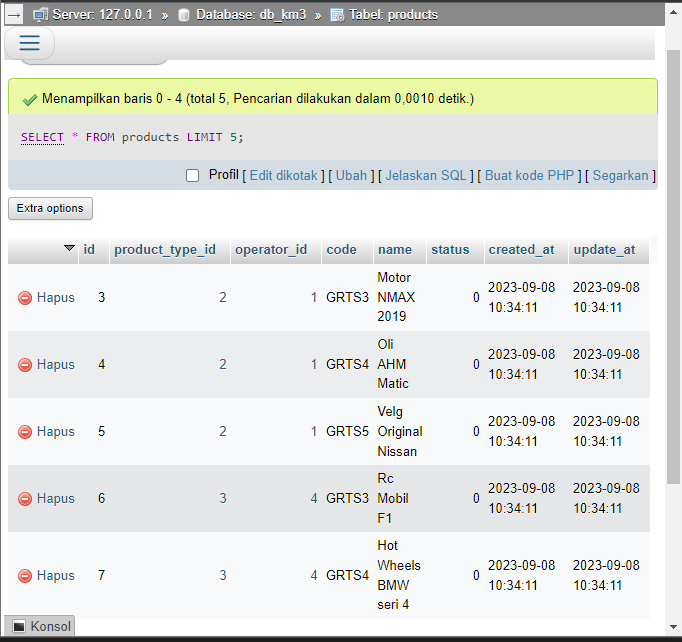 Server: 127.0.0.1 » Database: db_km3 » Tabel: products
Menampilkan baris 0 - 4 (total 5, Pencarian dilakukan dalam 0,0010 detik.)
SELECT * FROM products LIMIT 5;
Profil [ Edit dikotak ] [ Ubah ] [ Jelaskan SQL ] [ Buat kode PHP ] [ Segarkan ]
Extra options
id product_type_id operator_id code name status created_at update_at
Hapus 3 2 1 GRTS3 Motor NMAX 2019 0 2023-09-08 10:34:11 2023-09-08 10:34:11
Hapus 4 2 1 GRTS4 Oli AHM Matic 0 2023-09-08 10:34:11 2023-09-08 10:34:11
Hapus 5 2 1 GRTS5 Velg Original Nissan 0 2023-09-08 10:34:11 2023-09-08 10:34:11
Hapus 6 3 4 GRTS3 Rc Mobil F1 0 2023-09-08 10:34:11 2023-09-08 10:34:11
Hapus 7 3 4 GRTS4 Hot Wheels BMW seri 4 0 2023-09-08 10:34:11 2023-09-08 10:34:11
Konsol